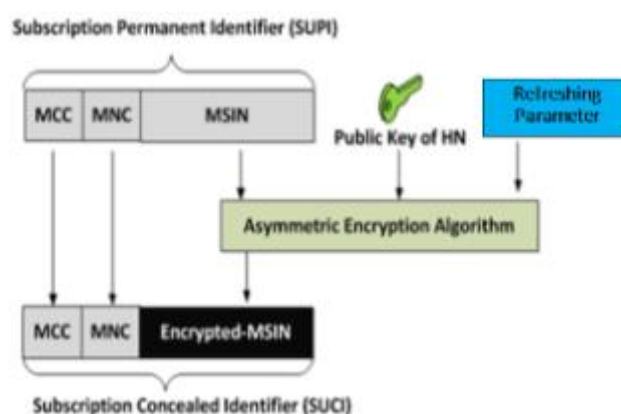 Subscription Permanent Identifier (SUPI)
MCC MNC MSIN
Public Key of HN
Refreshing
Parameter
Asymmetric Encryption Algorithm
MCC MNC Encrypted-MSIN
Subscription Concealed Identifier (SUCI)